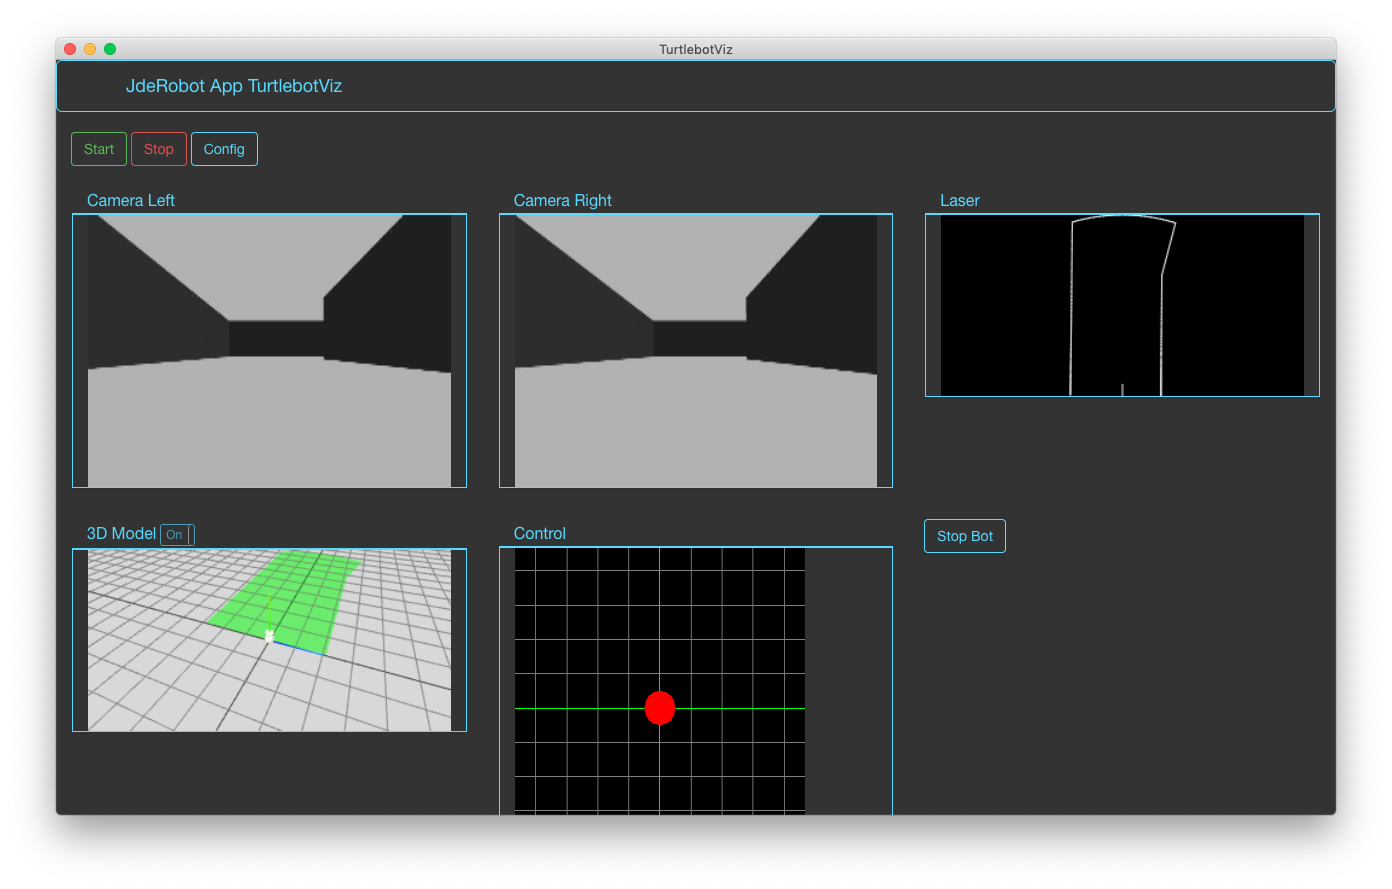 TurtlebotViz
JdeRobot App TurtlebotViz
Start Stop Config
Camera Left
Camera Right
Laser
3D Model On
Control
Stop Bot